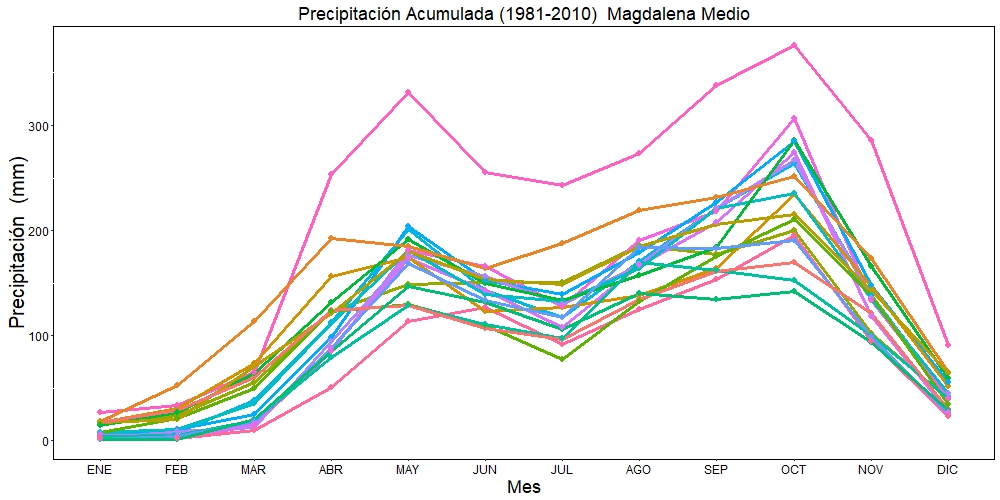 Precipitación Acumulada (1981-2010)  Magdalena Medio
Precipitación  (mm)
300
200
100
0
ENE FEB MAR ABR MAY JUN JUL AGO SEP OCT NOV DIC
Mes